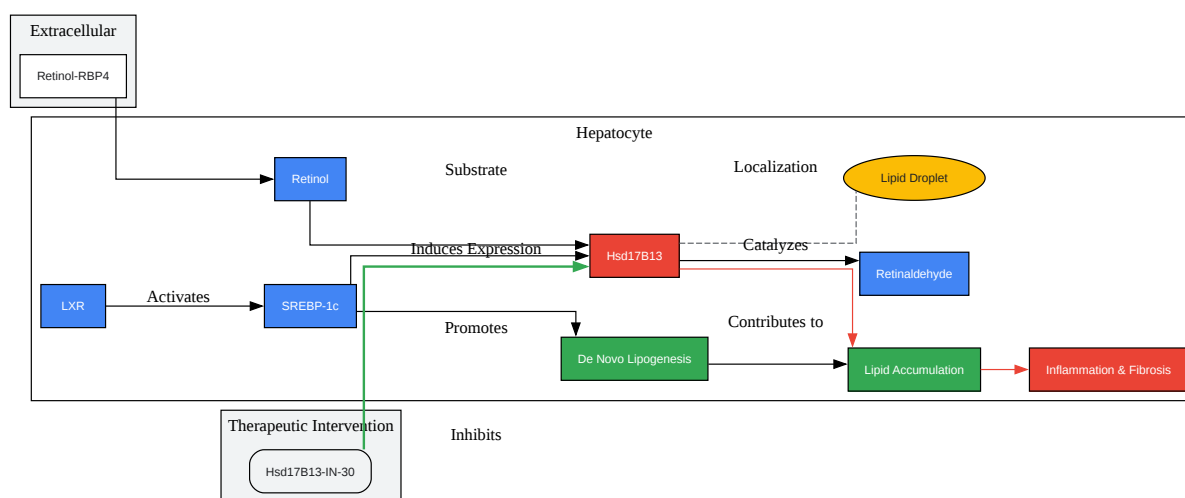 Extracellular
Retinol-RBP4
Hepatocyte
Substrate
Localization
Retinol
Lipid Droplet
Induces Expression
Hsd17B13
Catalyzes
Retinaldehyde
LXR
Activates
SREBP-1c
Promotes
Contributes to
De Novo Lipogenesis
Lipid Accumulation
Inflammation & Fibrosis
Therapeutic Intervention
Inhibits
Hsd17B13-IN-30